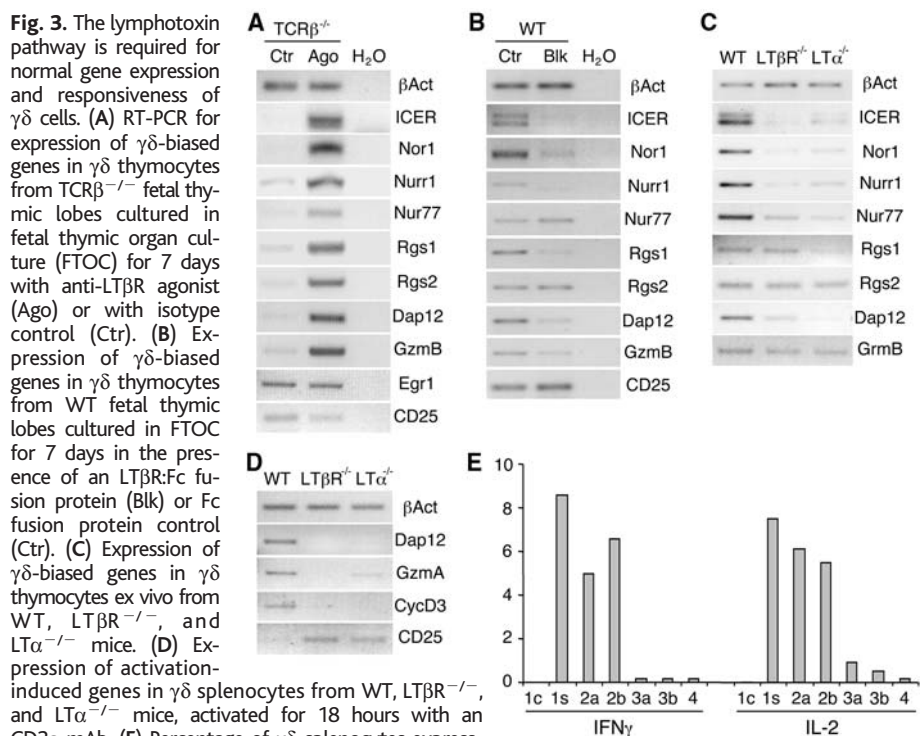 Fig. 3. The lymphotoxin
pathway is required for
normal gene expression
and responsiveness of
γδ cells. (A) RT-PCR for
expression of γδ-biased
genes in γδ thymocytes
from TCRβ−/− fetal thy-
mic lobes cultured in
fetal thymic organ cul-
ture (FTOC) for 7 days
with anti-LTβR agonist
(Ago) or with isotype
control (Ctr). (B) Ex-
pression of γδ-biased
genes in γδ thymocytes
from WT fetal thymic
lobes cultured in FTOC
for 7 days in the pres-
ence of an LTβR:Fc fu-
sion protein (Blk) or Fc
fusion protein control
(Ctr). (C) Expression of
γδ-biased genes in γδ
thymocytes ex vivo from
WT, LTβR−/−, and
LTα−/− mice. (D) Ex-
pression of activation-
induced genes in γδ splenocytes from WT, LTβR−/−,
and LTα−/− mice, activated for 18 hours with an
A
TCRβ-/-
Ctr Ago H2O
βAct
ICER
Nor1
Nurr1
Nur77
Rgs1
Rgs2
Dap12
GzmB
Egr1
CD25
B
WT
Ctr Blk H2O
βAct
ICER
Nor1
Nurr1
Nur77
Rgs1
Rgs2
Dap12
GzmB
CD25
C
WT LTβR-/- LTα-/-
βAct
ICER
Nor1
Nurr1
Nur77
Rgs1
Rgs2
Dap12
GrmB
D
WT LTβR-/- LTα-/-
βAct
Dap12
GzmA
CycD3
CD25
E
10
8
6
4
2
0
1c 1s 2a 2b 3a 3b 4
IFNγ
1c 1s 2a 2b 3a 3b 4
IL-2